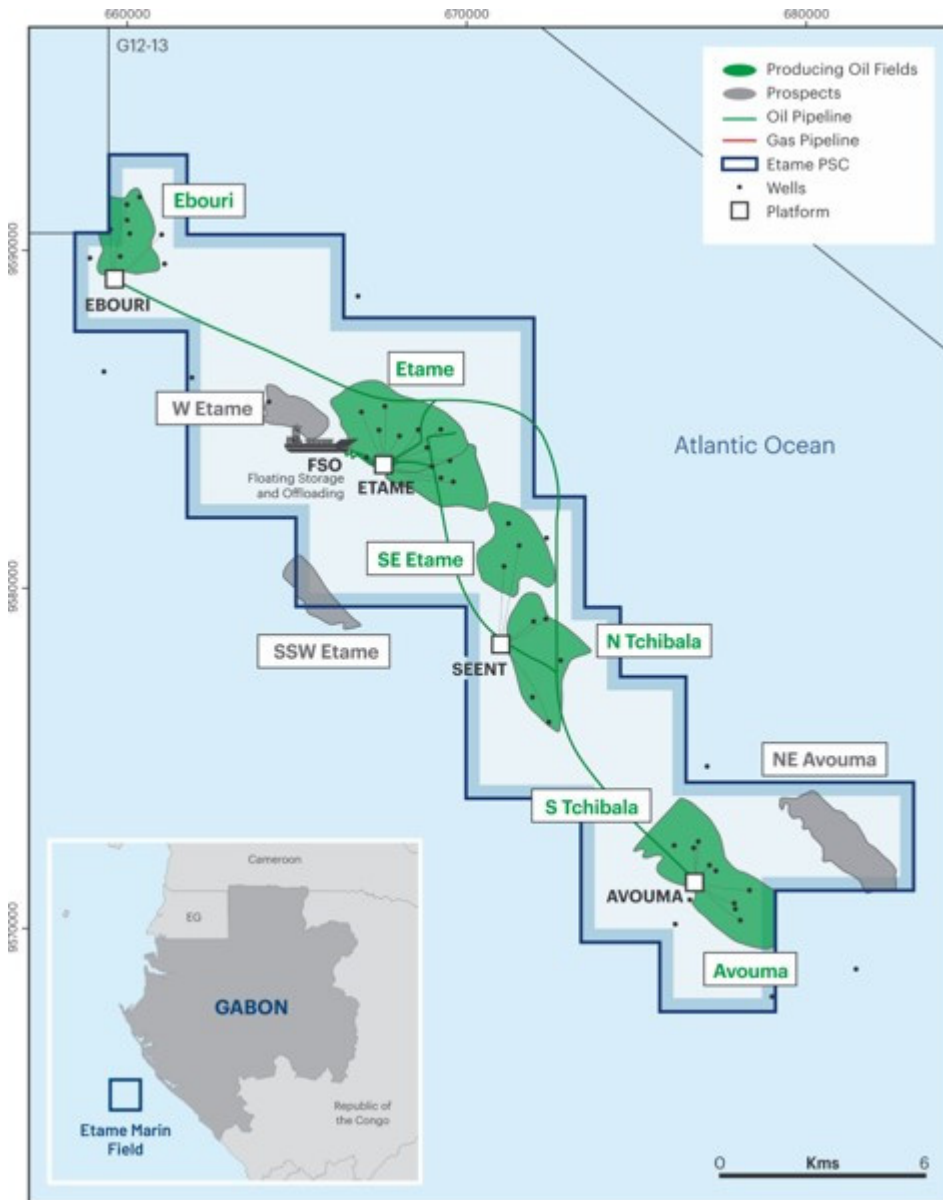 660000
670000
680000
G12-13
Producing Oil Fields
Prospects
Oil Pipeline
Gas Pipeline
Etame PSC
Wells
Platform
9590000
Ebouri
EBOURI
Etame
W Etame
FSO
Floating Storage
and Offloading
ETAME
Atlantic Ocean
SE Etame
9580000
SSW Etame
N Tchibala
SEENT
NE Avouma
S Tchibala
AVOUMA
9570000
Avouma
Cameroon
EG
GABON
Etame Marin
Field
Republic of
the Congo
0
Kms
6